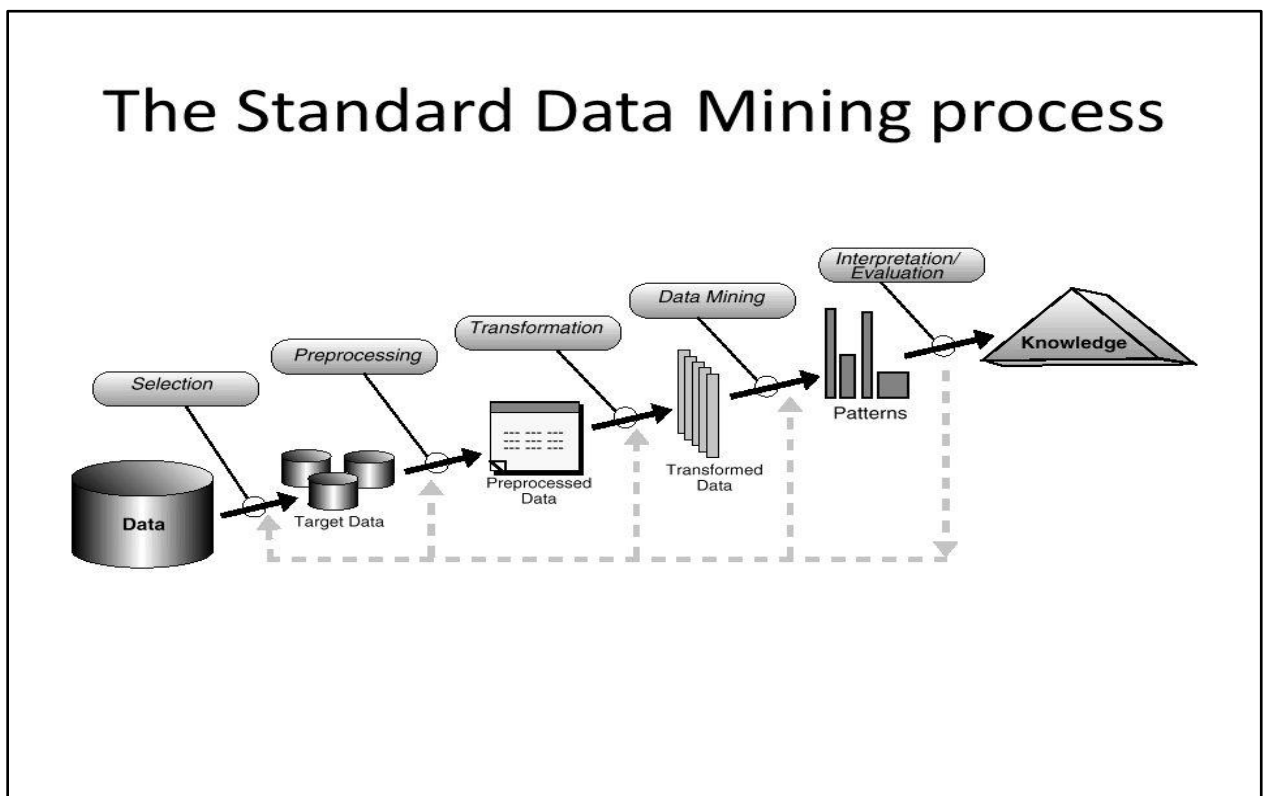 The Standard Data Mining process
Interpretation/
Evaluation
Data Mining
Transformation
Preprocessing
Selection
Knowledge
Patterns
Transformed
Data
Preprocessed
Data
Target Data
Data